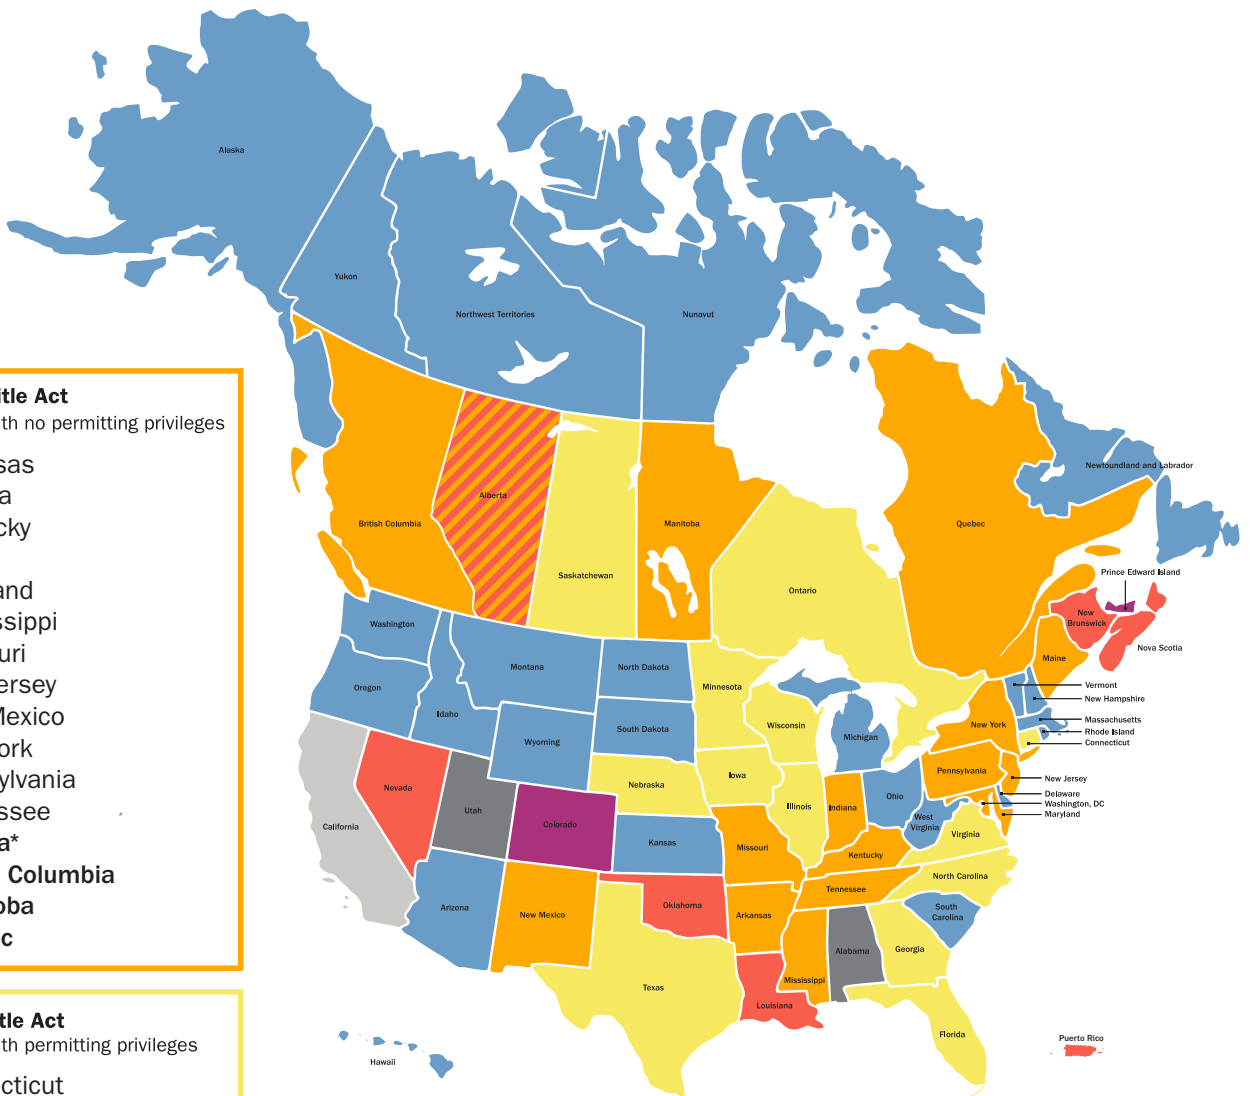 Alaska
Yukon
Northwest Territories
Nunavut
itle Act
th no permitting privileges
sas
a
cky
and
ssippi
uri
ersey
Mexico
ork
sylvania
ssee
a*
Columbia
oba
c
tle Act
th permitting privileges
cticut
British Columbia
Alberta
Saskatchewan
Manitoba
Ontario
Quebec
Newfoundland and Labrador
Prince Edward Island
New
Brunswick
Nova Scotia
Maine
Vermont
New Hampshire
Massachusetts
Rhode Island
Connecticut
New York
Pennsylvania
New Jersey
Delaware
Washington, DC
Maryland
Washington
Oregon
Idaho
Montana
North Dakota
South Dakota
Wyoming
Minnesota
Wisconsin
Michigan
Nebraska
Iowa
Illinois
Indiana
Ohio
West
Virginia
Virginia
California
Nevada
Utah
Colorado
Kansas
Missouri
Kentucky
Tennessee
North Carolina
South
Carolina
Arizona
New Mexico
Oklahoma
Arkansas
Texas
Louisiana
Mississippi
Alabama
Georgia
Florida
Hawaii
Puerto Rico